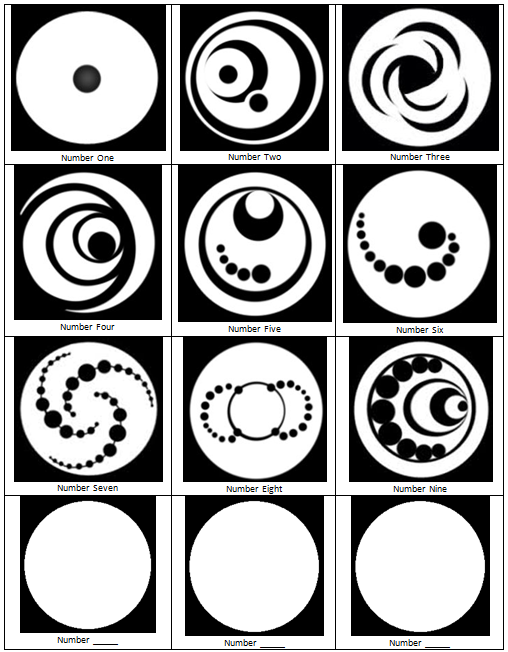 Number One
Number Two
Number Three
Number Four
Number Five
Number Six
Number Seven
Number Eight
Number Nine
Number _____
Number _____
Number _____